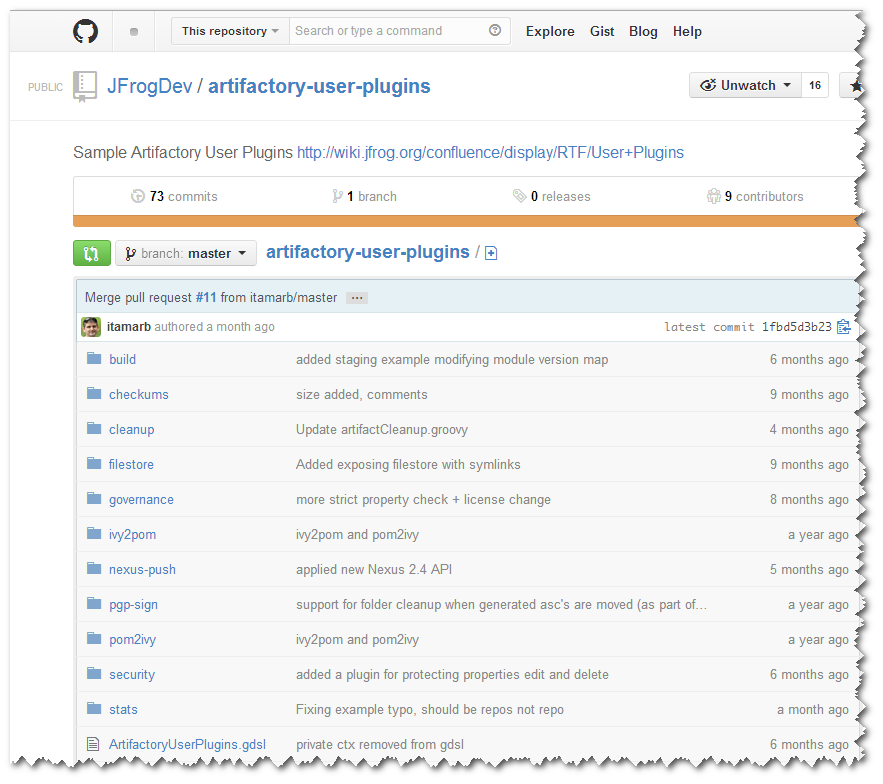 This repository Search or type a command Explore Gist Blog Help
PUBLIC JFrogDev / artifactory-user-plugins Unwatch 16
Sample Artifactory User Plugins http://wiki.jfrog.org/confluence/display/RTF/User+Plugins
73 commits 1 branch 0 releases 9 contributors
branch: master artifactory-user-plugins /
Merge pull request #11 from itamarb/master ...
itamarb authored a month ago latest commit 1fbd5d3b23
build added staging example modifying module version map 6 months ago
checkums size added, comments 9 months ago
cleanup Update artifactCleanup.groovy 4 months ago
filestore Added exposing filestore with symlinks 9 months ago
governance more strict property check + license change 8 months ago
ivy2pom ivy2pom and pom2ivy a year ago
nexus-push applied new Nexus 2.4 API 5 months ago
pgp-sign support for folder cleanup when generated asc's are moved (as part of... a year ago
pom2ivy ivy2pom and pom2ivy a year ago
security added a plugin for protecting properties edit and delete 6 months ago
stats Fixing example typo, should be repos not repo a month ago
ArtifactoryUserPlugins.gdsl private ctx removed from gdsl 6 months ago